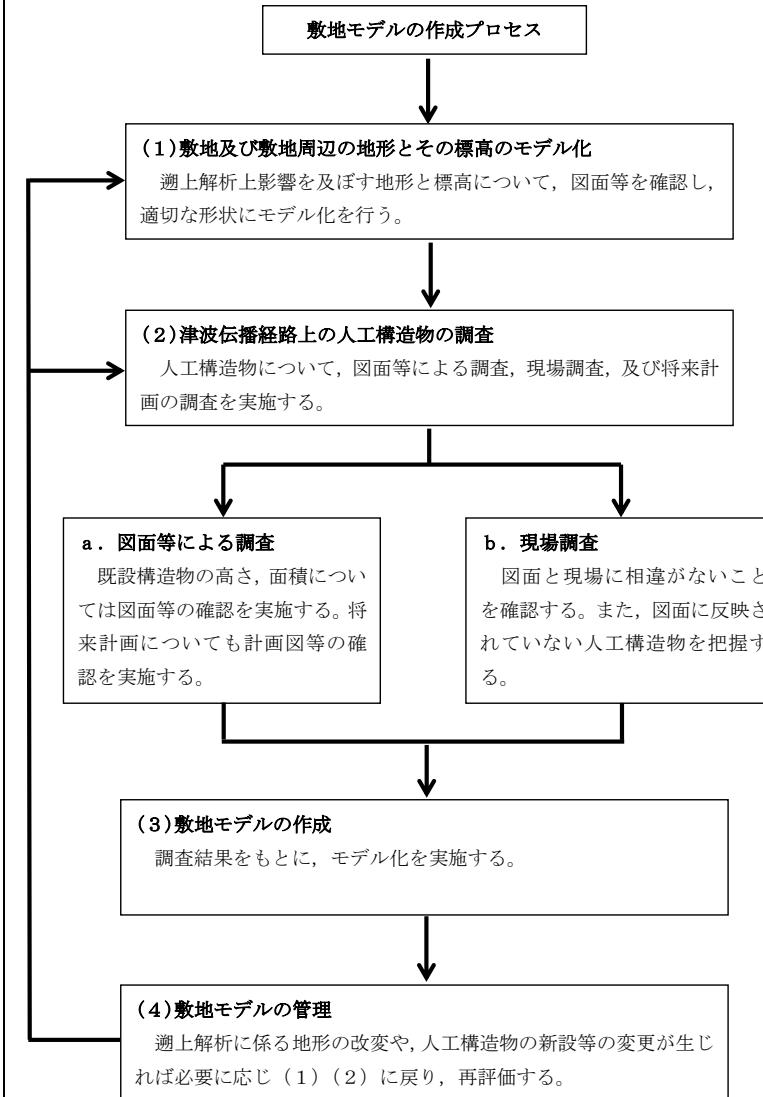 敷地モデルの作成プロセス
(1)敷地及び敷地周辺の地形とその標高のモデル化
遡上解析上影響を及ぼす地形と標高について，図面等を確認し，
適切な形状にモデル化を行う。
(2)津波伝播経路上の人工構造物の調査
人工構造物について，図面等による調査，現場調査，及び将来計
画の調査を実施する。
a．図面等による調査
既設構造物の高さ，面積につい
ては図面等の確認を実施する。将
来計画についても計画図等の確
認を実施する。
b．現場調査
図面と現場に相違がないこと
を確認する。また，図面に反映さ
れていない人工構造物を把握す
る。
(3)敷地モデルの作成
調査結果をもとに，モデル化を実施する。
(4)敷地モデルの管理
遡上解析に係る地形の改変や，人工構造物の新設等の変更が生じ
れば必要に応じ（1）（2）に戻り，再評価する。